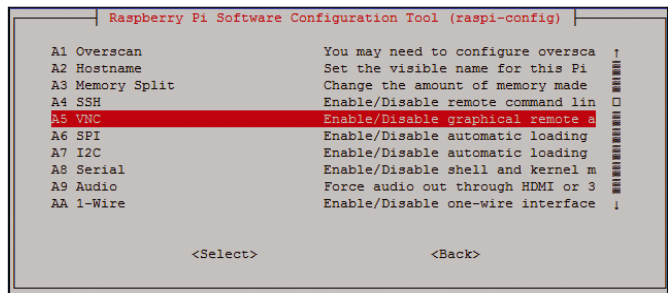 Raspberry Pi Software Configuration Tool (raspi-config)
A1 Overscan You may need to configure oversca
A2 Hostname Set the visible name for this Pi
A3 Memory Split Change the amount of memory made
A4 SSH Enable/Disable remote command lin
A5 VNC Enable/Disable graphical remote a
A6 SPI Enable/Disable automatic loading
A7 I2C Enable/Disable automatic loading
A8 Serial Enable/Disable shell and kernel m
A9 Audio Force audio out through HDMI or 3
AA 1-Wire Enable/Disable one-wire interface
<Select> <Back>